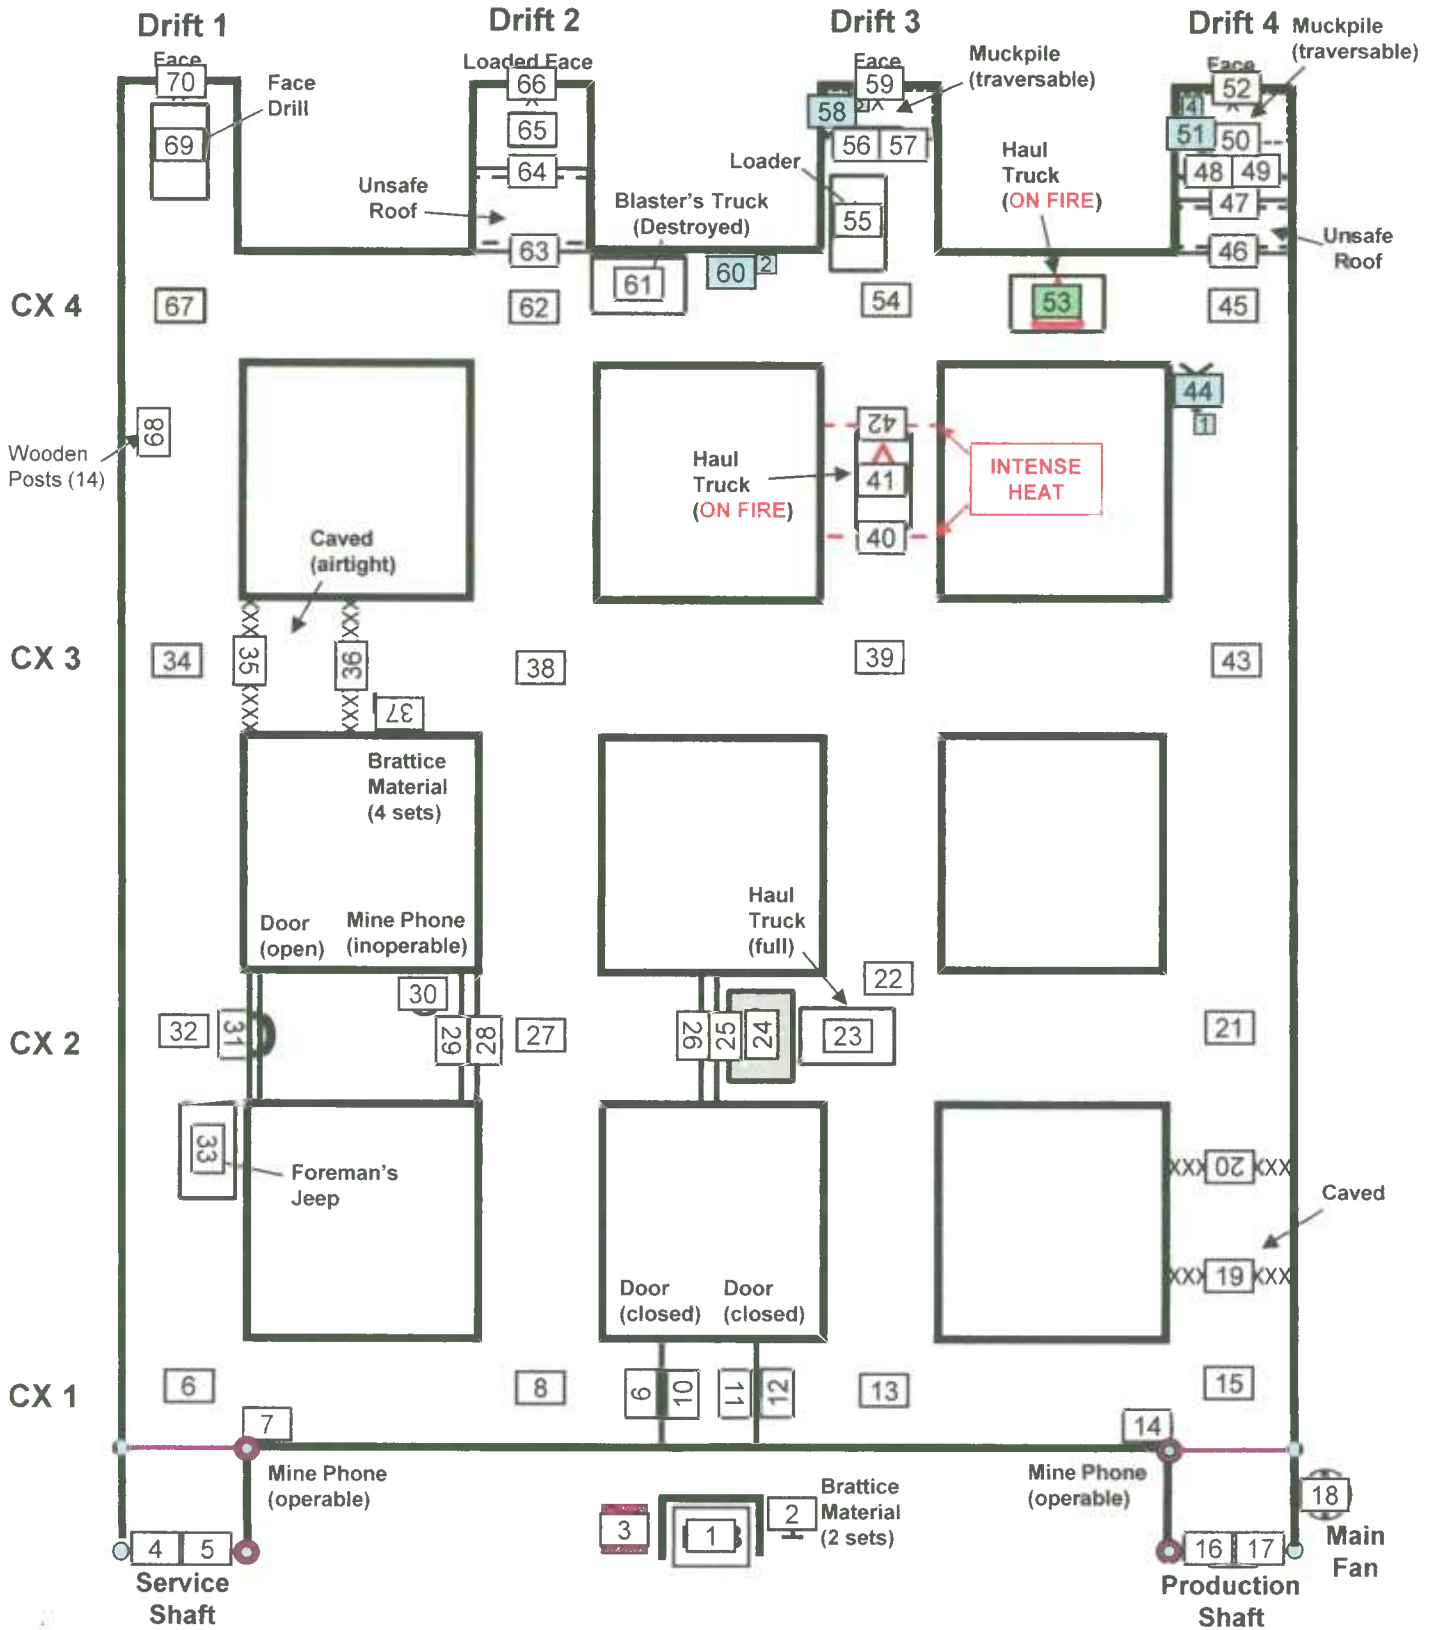 Drift 1
Drift 2
Drift 3
Drift 4
Muckpile
(traversable)
Face
70
Face
Drill
69
Loaded Face
66
65
64
Unsafe
Roof
63
Blaster's Truck
(Destroyed)
61
60
2
Face
59
Muckpile
(traversable)
58
56
57
Loader
55
Haul
Truck
(ON FIRE)
53
Face
52
4
51
50
48
49
47
46
Unsafe
Roof
CX 4
67
62
54
45
44
1
68
Wooden
Posts (14)
42
Haul
Truck
(ON FIRE)
41
40
INTENSE
HEAT
Caved
(airtight)
CX 3
34
35
36
38
39
43
37
Brattice
Material
(4 sets)
Door
(open)
Mine Phone
(inoperable)
Haul
Truck
(full)
30
22
CX 2
32
31
29
28
27
26
25
24
23
21
33
Foreman's
Jeep
XXX 20 XXX
Caved
XXX 19 XXX
Door
(closed)
Door
(closed)
CX 1
6
8
9
10
11
12
13
15
7
14
Mine Phone
(operable)
Mine Phone
(operable)
3
1
2
Brattice
Material
(2 sets)
18
Main
Fan
4
5
16
17
Service
Shaft
Production
Shaft